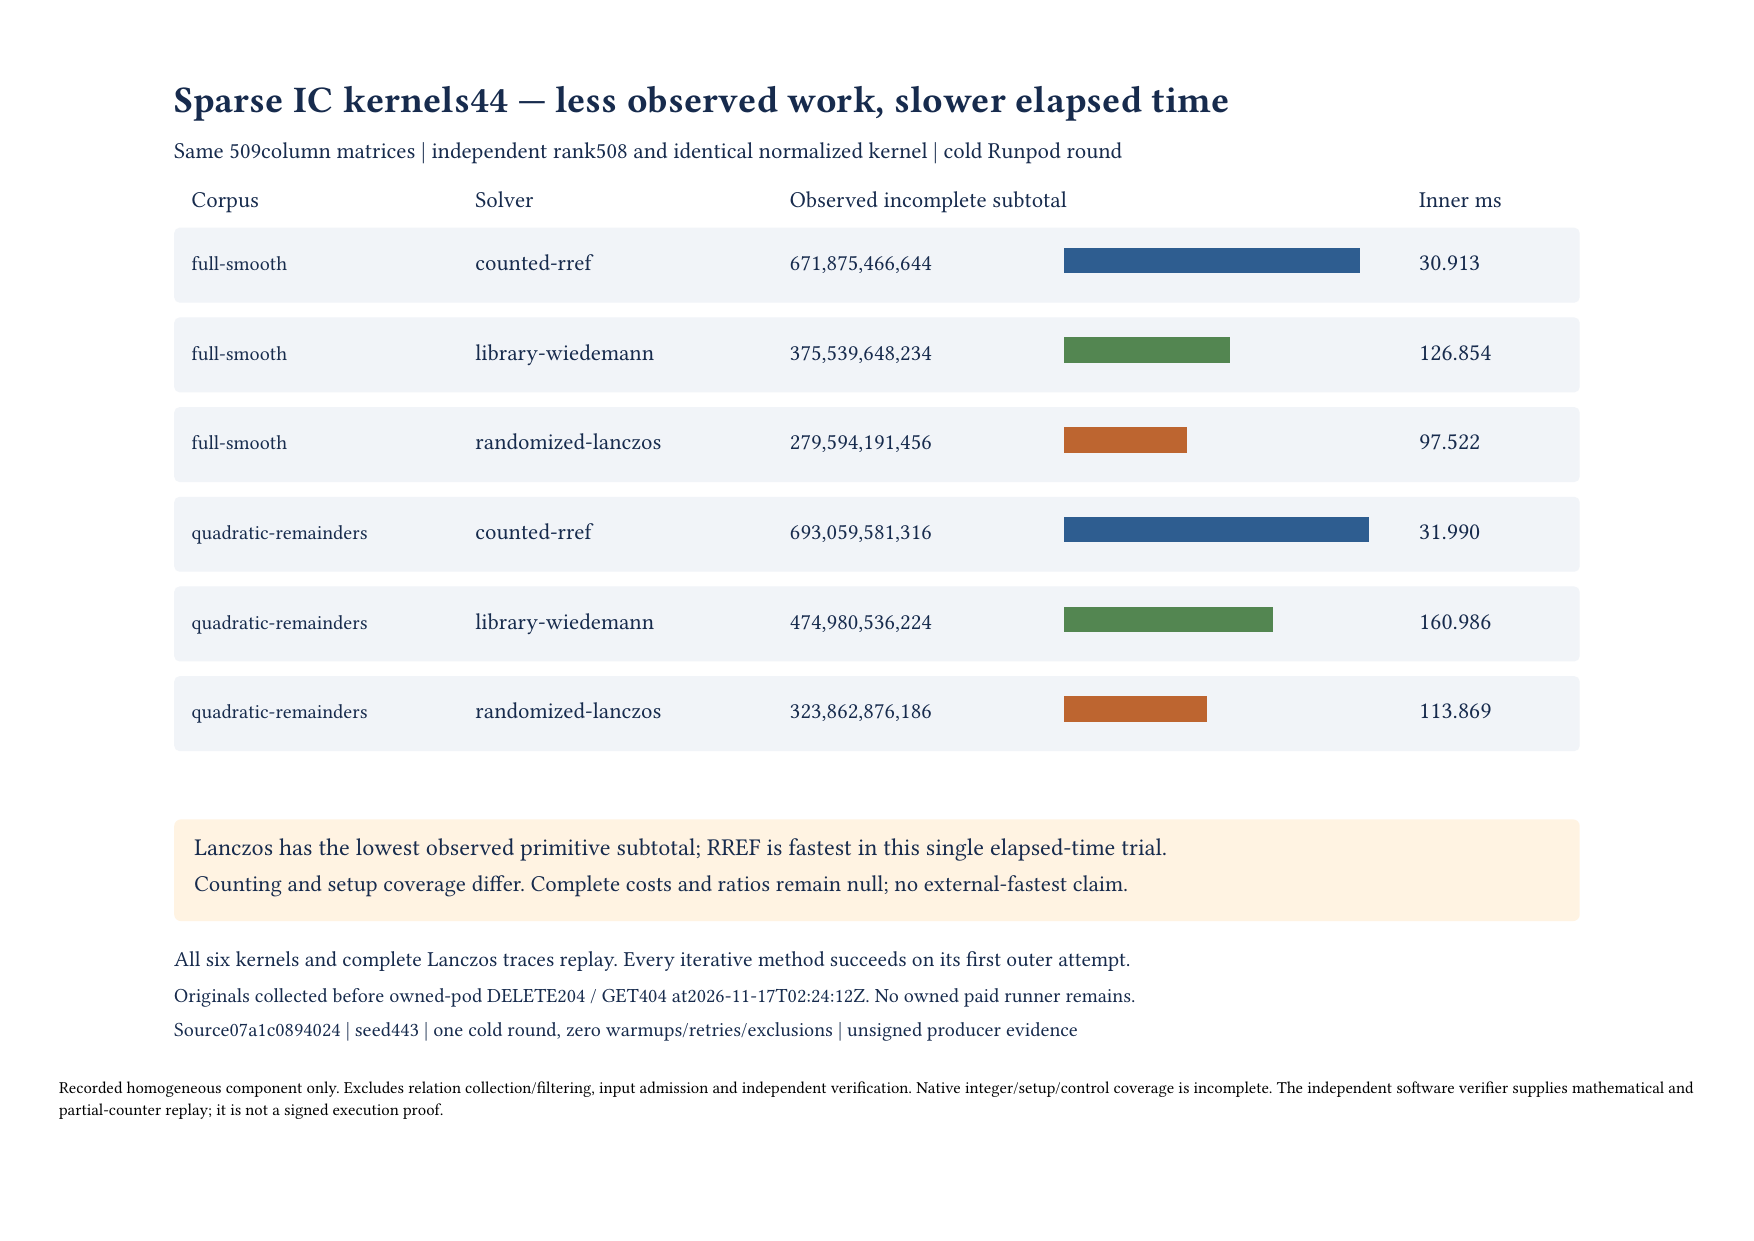 Sparse IC kernels44 — less observed work, slower elapsed time
Same 509column matrices | independent rank508 and identical normalized kernel | cold Runpod round
Corpus Solver Observed incomplete subtotal Inner ms
full-smooth counted-rref 671,875,466,644 30.913
full-smooth library-wiedemann 375,539,648,234 126.854
full-smooth randomized-lanczos 279,594,191,456 97.522
quadratic-remainders counted-rref 693,059,581,316 31.990
quadratic-remainders library-wiedemann 474,980,536,224 160.986
quadratic-remainders randomized-lanczos 323,862,876,186 113.869
Lanczos has the lowest observed primitive subtotal; RREF is fastest in this single elapsed-time trial.
Counting and setup coverage differ. Complete costs and ratios remain null; no external-fastest claim.
All six kernels and complete Lanczos traces replay. Every iterative method succeeds on its first outer attempt.
Originals collected before owned-pod DELETE204 / GET404 at2026-11-17T02:24:12Z. No owned paid runner remains.
Source07a1c0894024 | seed443 | one cold round, zero warmups/retries/exclusions | unsigned producer evidence
Recorded homogeneous component only. Excludes relation collection/filtering, input admission and independent verification. Native integer/setup/control coverage is incomplete. The independent software verifier supplies mathematical and
partial-counter replay; it is not a signed execution proof.